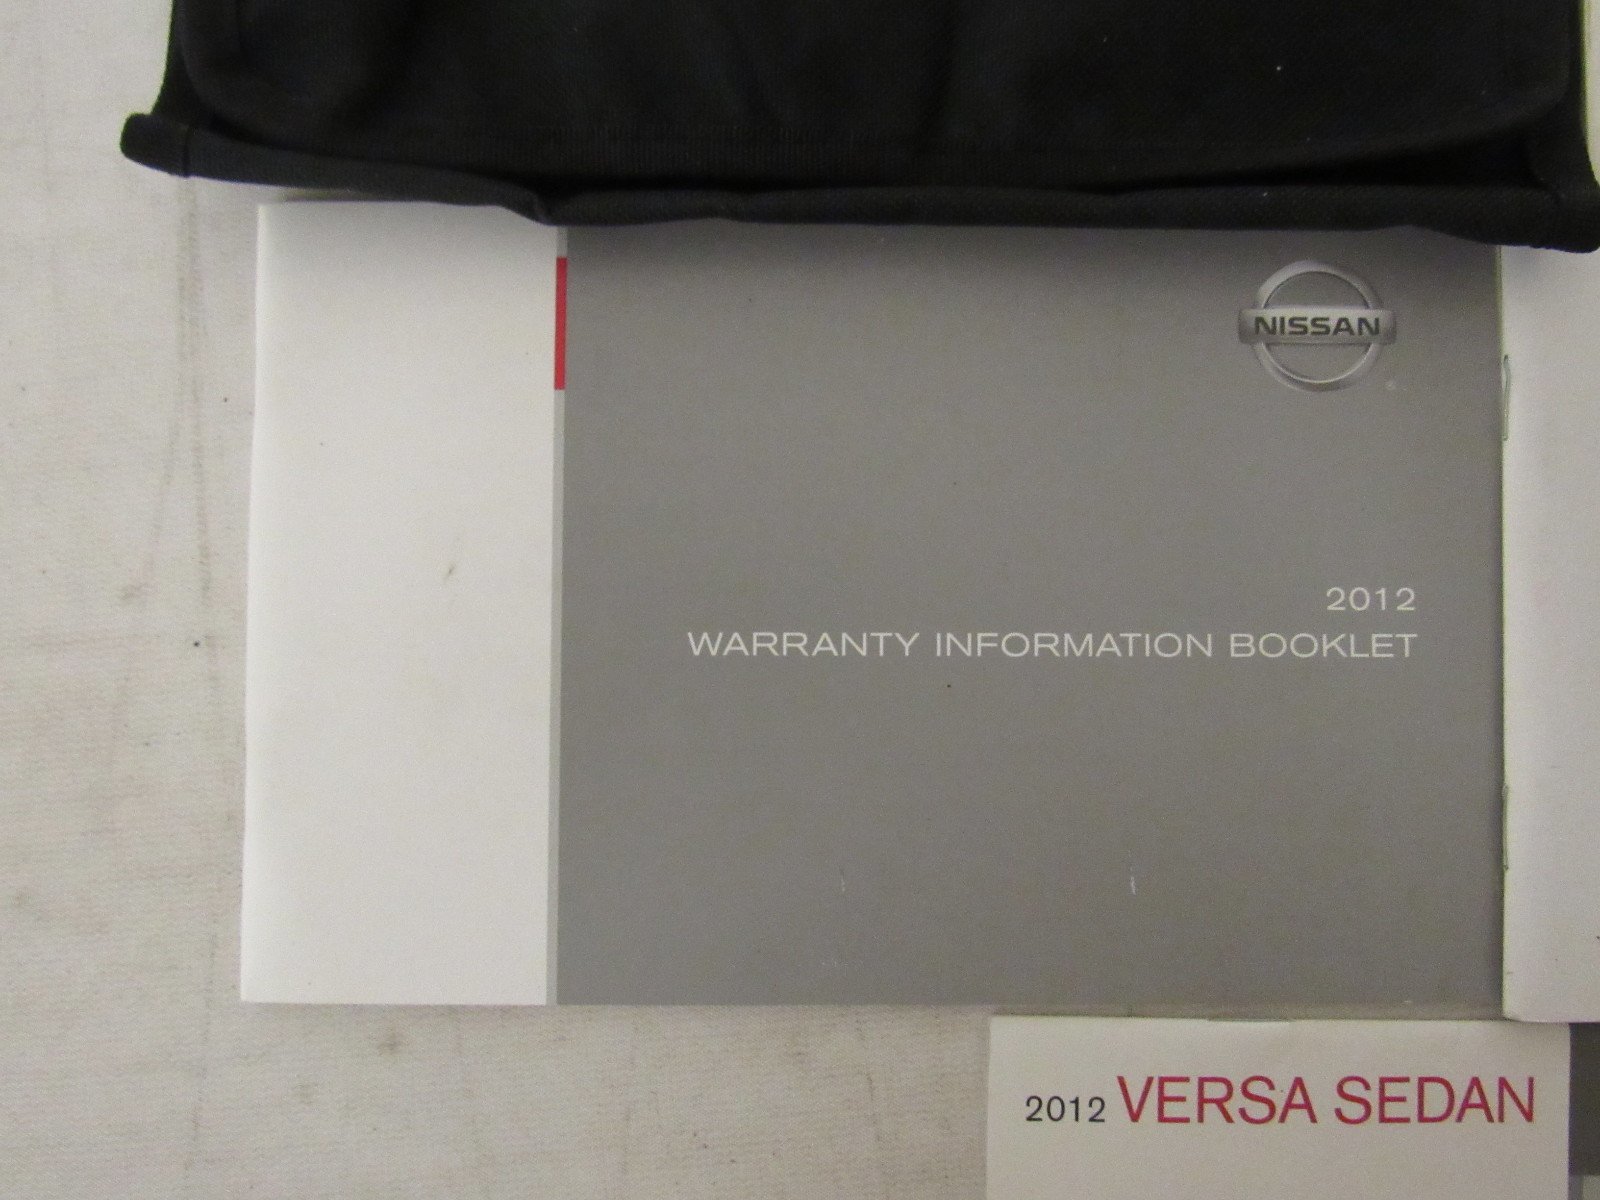 NISSAN
2012
WARRANTY INFORMATION BOOKLET
2012 VERSA SEDAN